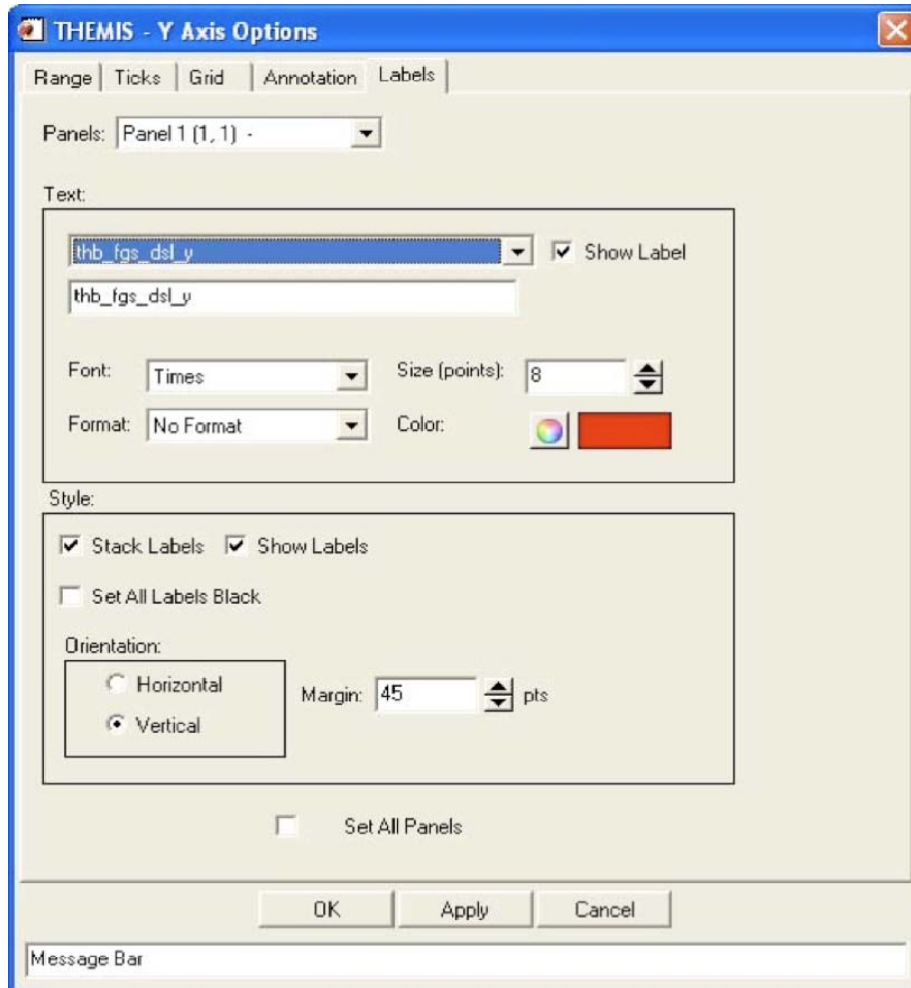 THEMIS - Y Axis Options
Range Ticks Grid Annotation Labels
Panels: Panel 1 (1, 1) -
Text:
thb_fgs_dsl_y Show Label
thb_fgs_dsl_y
Font: Times Size (points): 8
Format: No Format Color:
Style:
Stack Labels Show Labels
Set All Labels Black
Orientation:
Horizontal
Margin: 45 pts
Vertical
Set All Panels
OK Apply Cancel
Message Bar